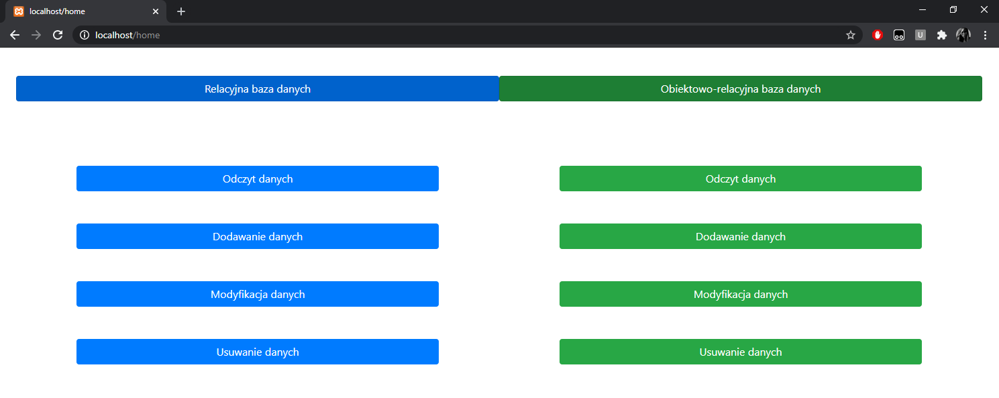 localhost/home
localhost/home
U
Relacyjna baza danych
Obiektowo-relacyjna baza danych
Odczyt danych
Odczyt danych
Dodawanie danych
Dodawanie danych
Modyfikacja danych
Modyfikacja danych
Usuwanie danych
Usuwanie danych